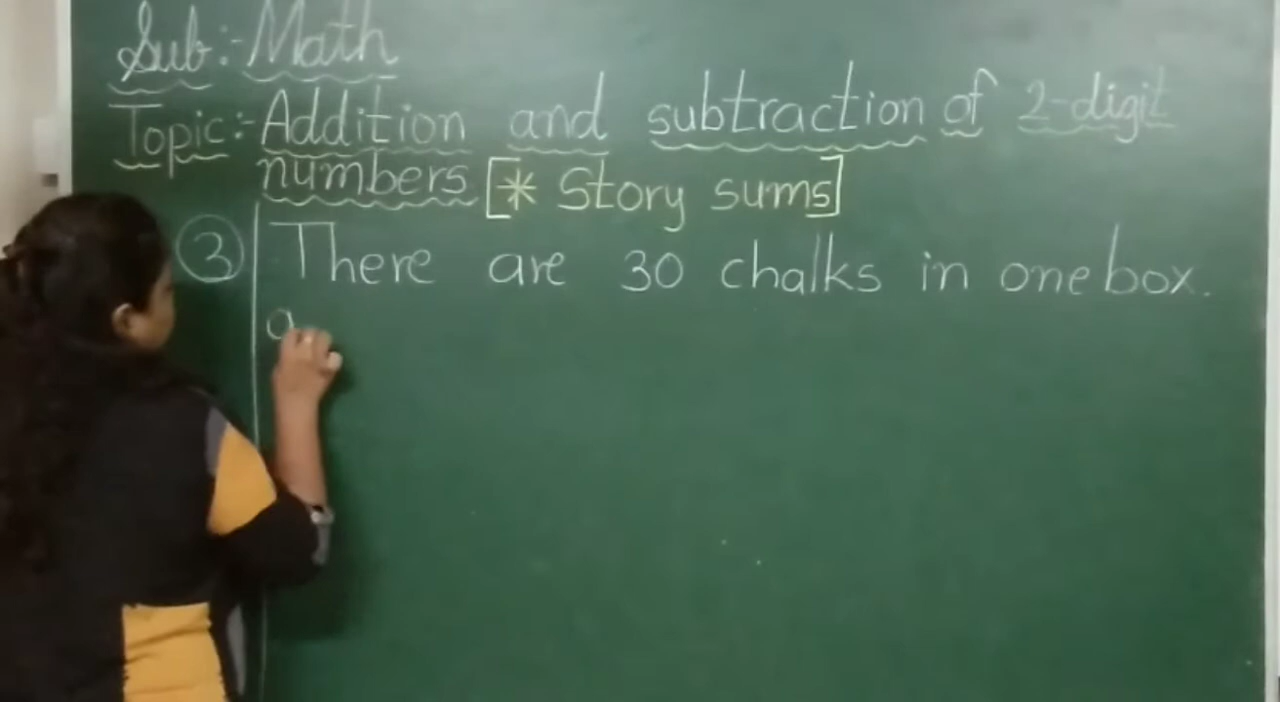 Sub:- Math
Topic:- Addition and subtraction of 2-digit
numbers [* Story sums]
3 There are 30 chalks in one box.